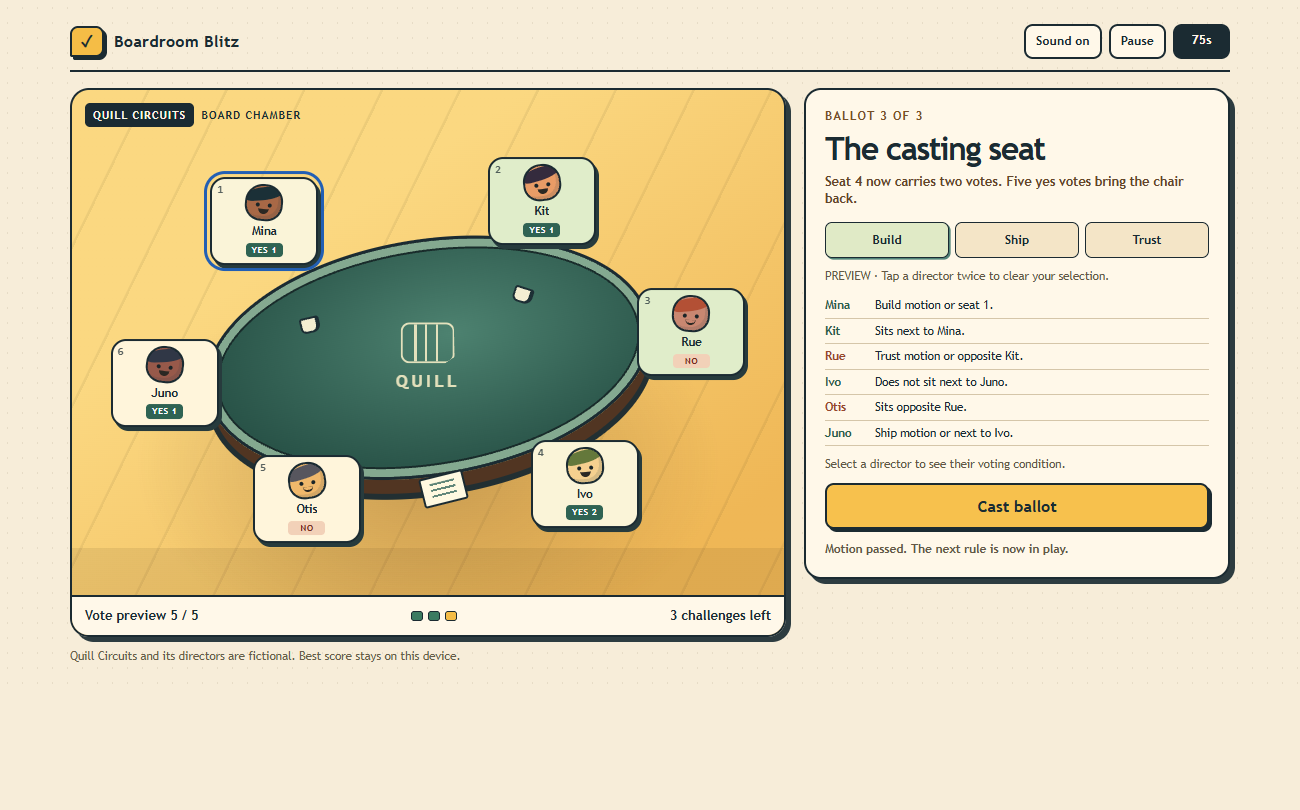 ✓ Boardroom Blitz
Sound on
Pause
75s
QUILL CIRCUITS BOARD CHAMBER
1
Mina
YES 1
2
Kit
YES 1
3
Rue
NO
6
Juno
YES 1
QUILL
5
Otis
NO
4
Ivo
YES 2
Vote preview 5 / 5
3 challenges left
Quill Circuits and its directors are fictional. Best score stays on this device.
BALLOT 3 OF 3
The casting seat
Seat 4 now carries two votes. Five yes votes bring the chair
back.
Build
Ship
Trust
PREVIEW · Tap a director twice to clear your selection.
Mina Build motion or seat 1.
Kit Sits next to Mina.
Rue Trust motion or opposite Kit.
Ivo Does not sit next to Juno.
Otis Sits opposite Rue.
Juno Ship motion or next to Ivo.
Select a director to see their voting condition.
Cast ballot
Motion passed. The next rule is now in play.